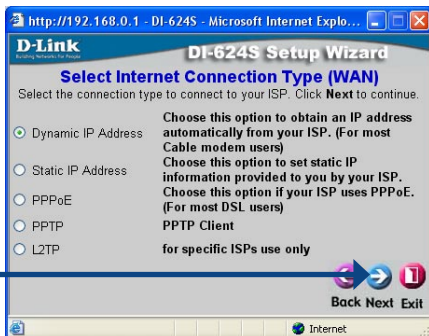 http://192.168.0.1 - DI-624S - Microsoft Internet Explo...
D-Link
Building Networks for People
DI-624S Setup Wizard
Select Internet Connection Type (WAN)
Select the connection type to connect to your ISP. Click Next to continue.
Dynamic IP Address
Choose this option to obtain an IP address
automatically from your ISP. (For most
Cable modem users)
Static IP Address
Choose this option to set static IP
information provided to you by your ISP.
PPPoE
Choose this option if your ISP uses PPPoE.
(For most DSL users)
PPTP
PPTP Client
L2TP
for specific ISPs use only
Back Next Exit
Internet